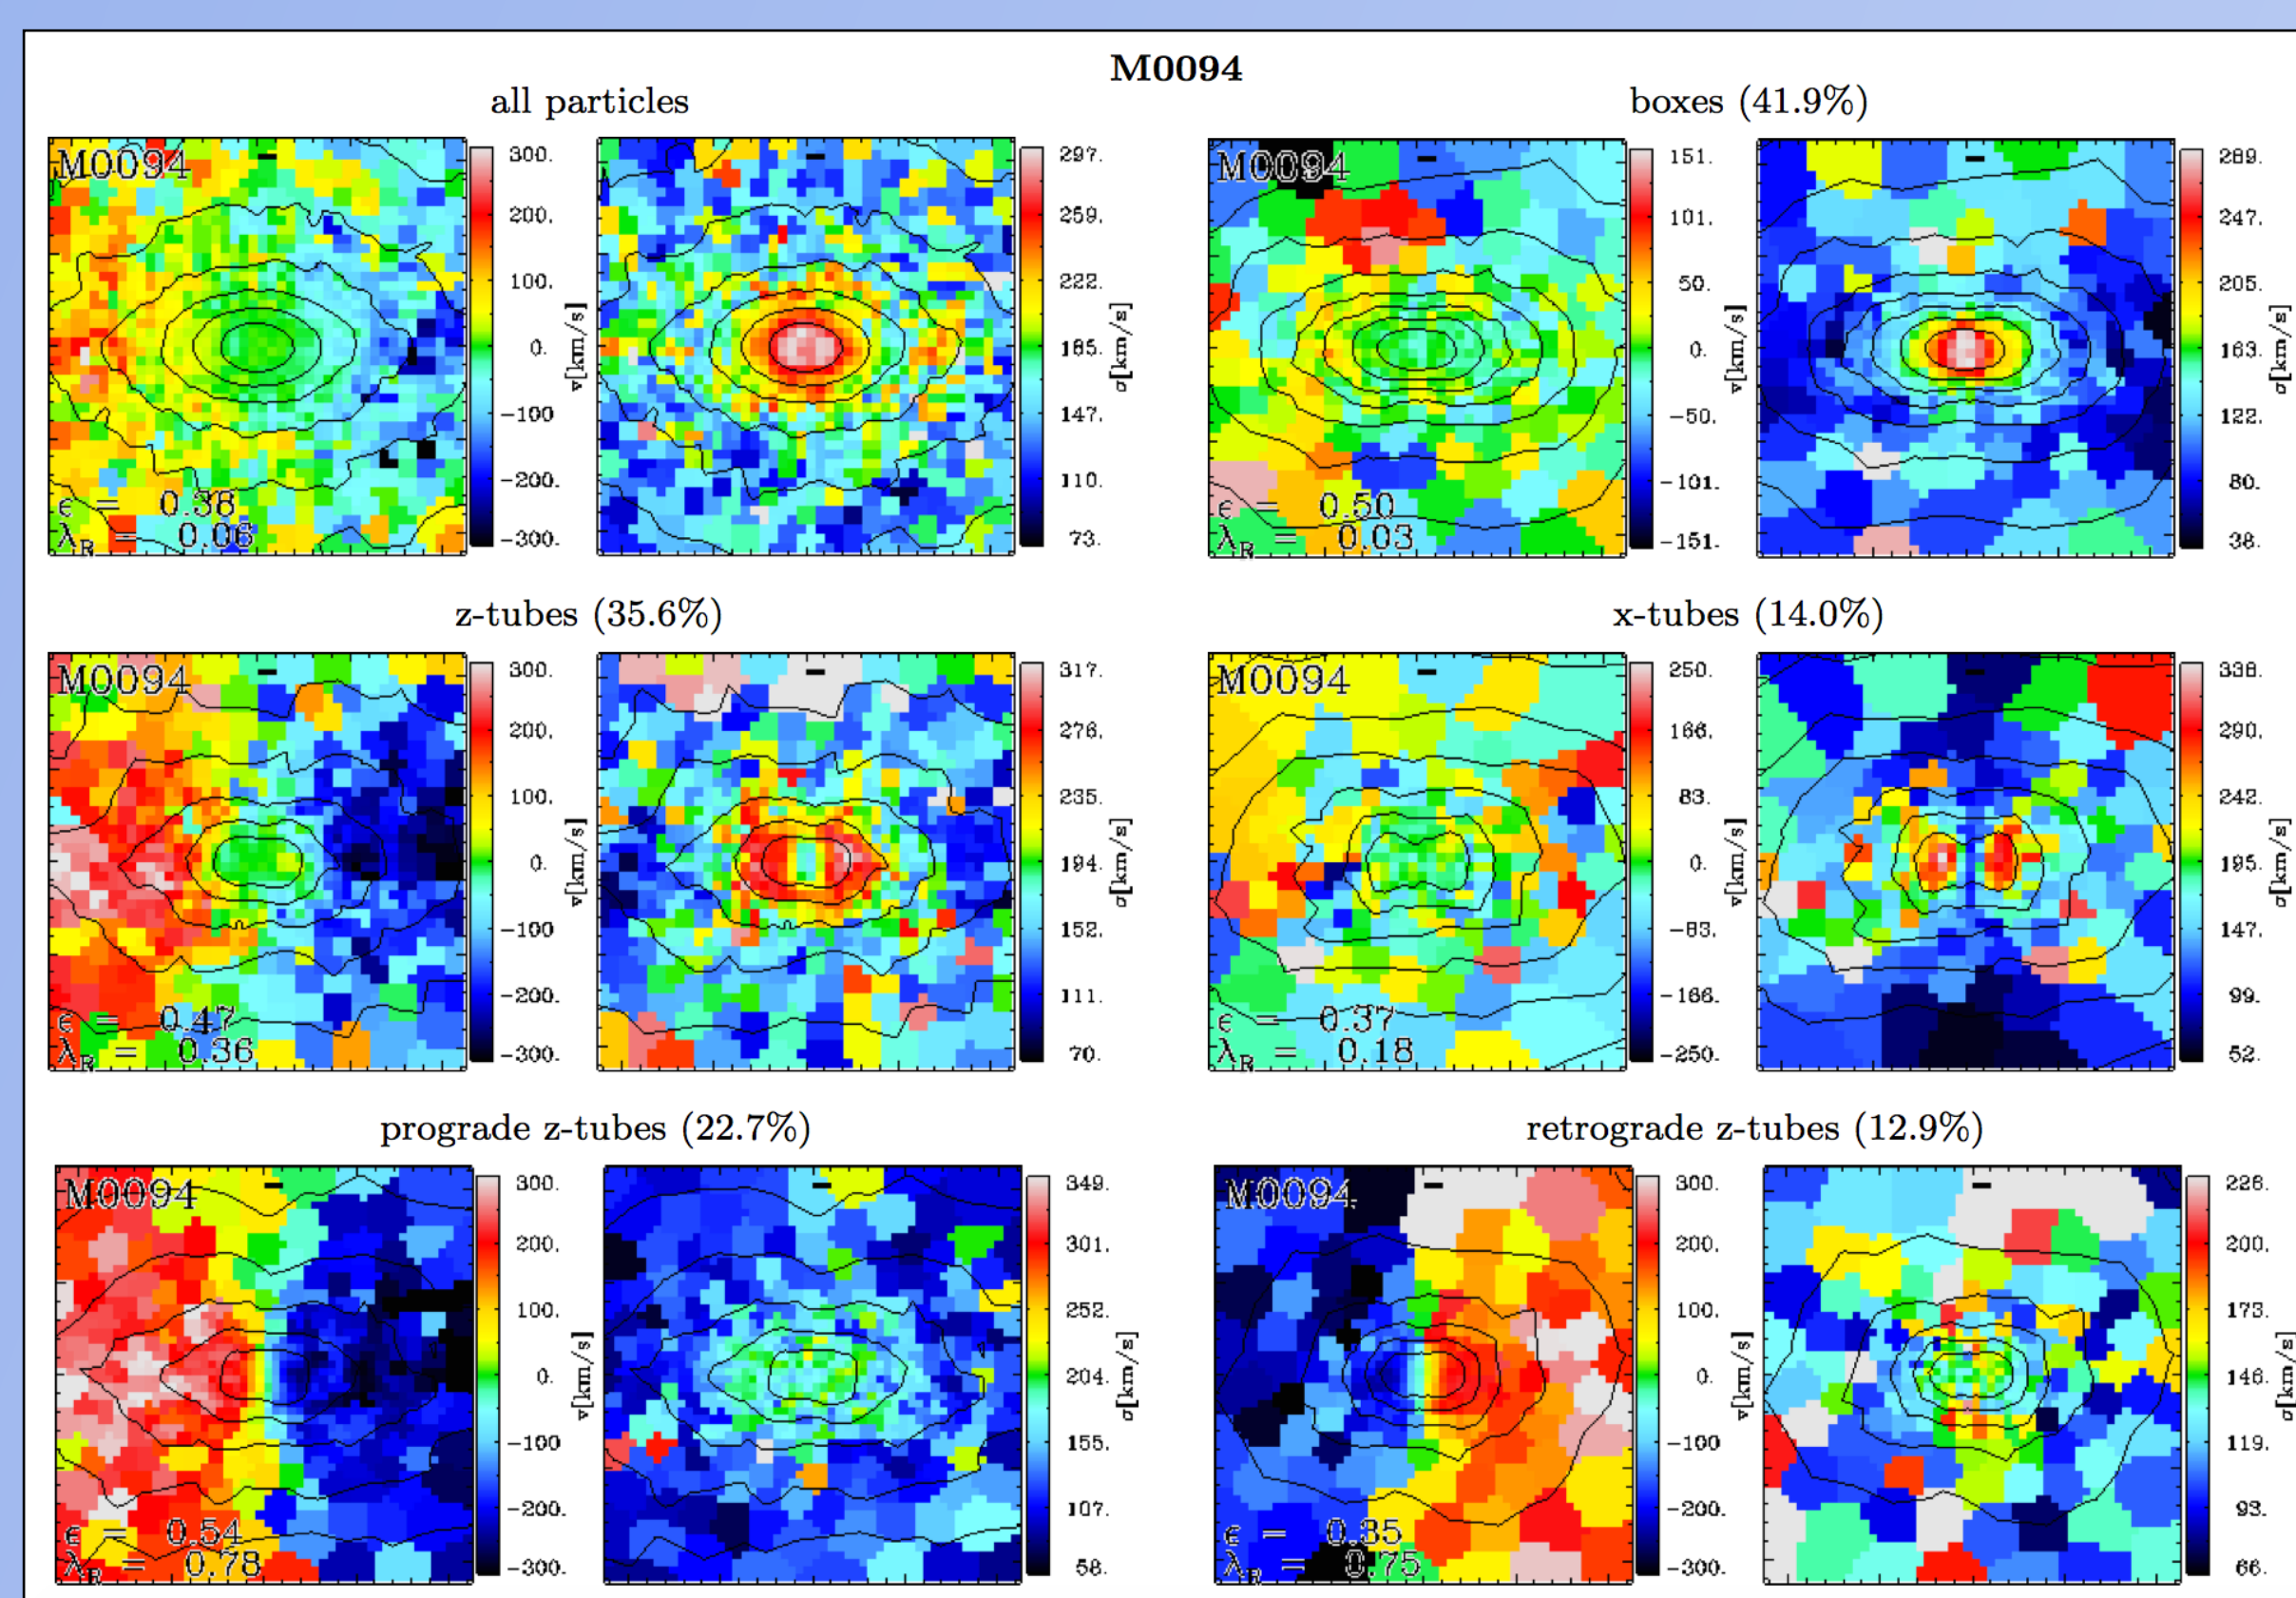 M0094
all particles
boxes (41.9%)
M0094
ϵ = 0.38
λR = 0.06
300.
200.
100.
0.
−100.
−200.
−300.
v[km/s]
297.
259.
222.
185.
147.
110.
73.
σ[km/s]
M0094
ϵ = 0.50
λR = 0.03
151.
101.
50.
0.
−50.
−101.
−151.
v[km/s]
289.
247.
205.
163.
122.
80.
38.
σ[km/s]
z-tubes (35.6%)
x-tubes (14.0%)
M0094
ϵ = 0.47
λR = 0.36
300.
200.
100.
0.
−100.
−200.
−300.
v[km/s]
317.
276.
235.
194.
152.
111.
70.
σ[km/s]
M0094
ϵ = 0.37
λR = 0.18
250.
166.
83.
0.
−83.
−166.
−250.
v[km/s]
338.
290.
242.
195.
147.
99.
52.
σ[km/s]
prograde z-tubes (22.7%)
retrograde z-tubes (12.9%)
M0094
ϵ = 0.54
λR = 0.78
300.
200.
100.
0.
−100.
−200.
−300.
v[km/s]
349.
301.
252.
204.
155.
107.
58.
σ[km/s]
M0094
ϵ = 0.35
λR = 0.75
300.
200.
100.
0.
−100.
−200.
−300.
v[km/s]
226.
200.
173.
146.
119.
93.
66.
σ[km/s]